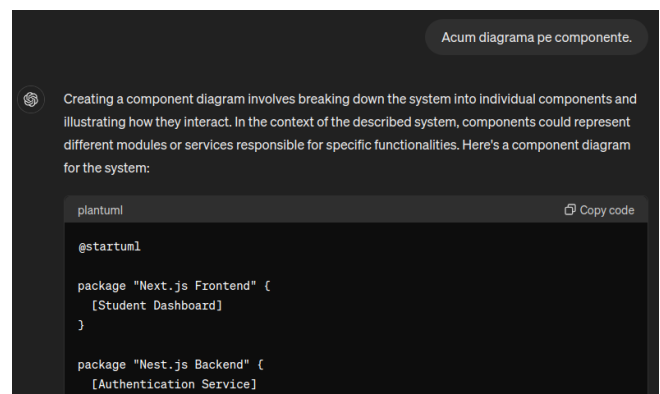 Acum diagrama pe componente.
Creating a component diagram involves breaking down the system into individual components and
illustrating how they interact. In the context of the described system, components could represent
different modules or services responsible for specific functionalities. Here's a component diagram
for the system:
plantuml Copy code
@startuml
package "Next.js Frontend" {
  [Student Dashboard]
}
package "Nest.js Backend" {
  [Authentication Service]